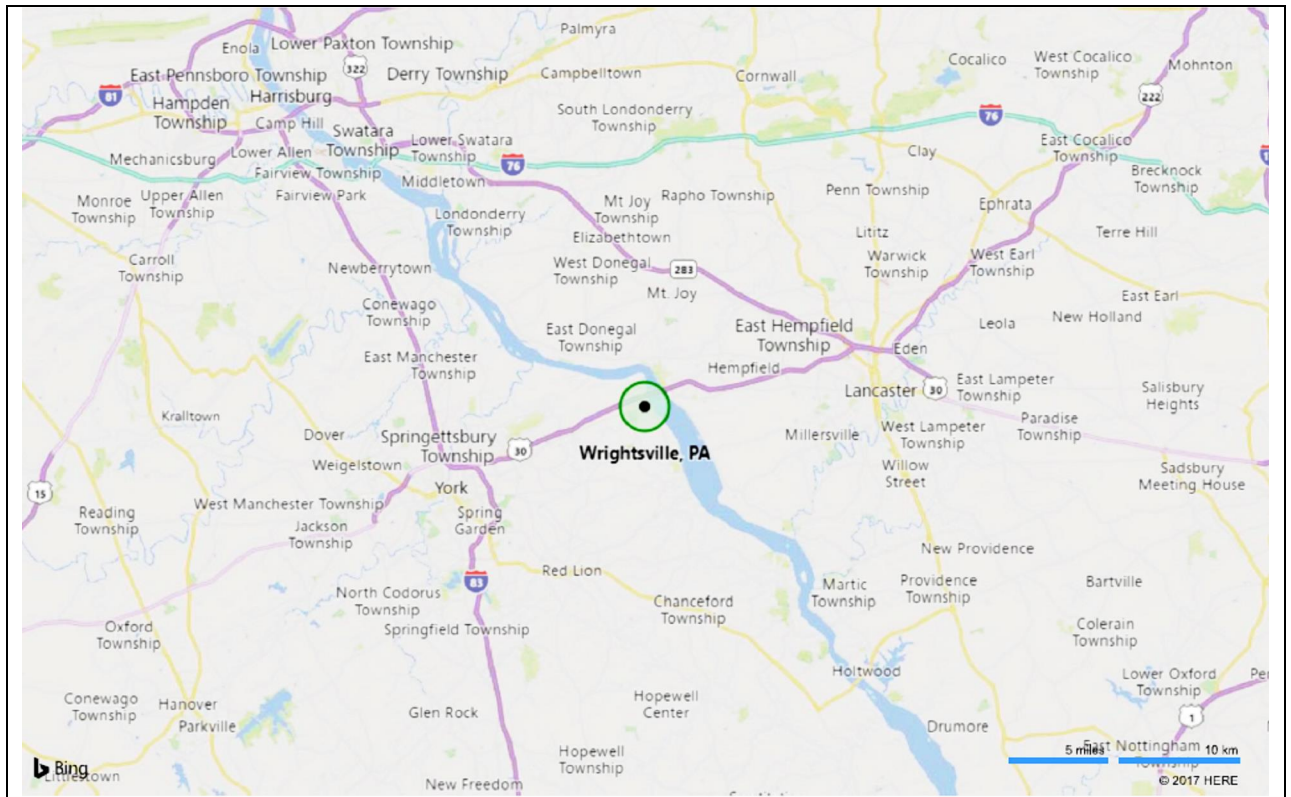 Palmyra
Enola
Lower Paxton Township
322
East Pennsboro Township
Derry Township
Campbelltown
Cornwall
Cocalico
West Cocalico
Township
Mohnton
222
81
Hampden
Township
Harrisburg
Camp Hill
South Londonderry
Township
76
Swatara
Township
Lower Swatara
Township
76
East Cocalico
Township
Mechanicsburg
Lower Allen
Fairview Township
Clay
Brecknock
Township
Monroe
Township
Upper Allen
Township
Fairview Park
Middletown
Londonderry
Township
Mt Joy
Township
Rapho Township
Penn Township
Ephrata
Elizabethtown
Lititz
Terre Hill
Carroll
Township
Newberrytown
West Donegal
Township
283
Warwick
Township
West Earl
Township
Mt. Joy
East Earl
Conewago
Township
East Donegal
Township
East Hempfield
Township
Leola
New Holland
East Manchester
Township
Hempfield
Eden
Lancaster
30
East Lampeter
Township
Salisbury
Heights
Kralltown
Dover
Springettsbury
Township
30
Wrightsville, PA
Millersville
West Lampeter
Township
Paradise
Township
Weigelstown
Willow
Street
Sadsbury
Meeting House
15
York
West Manchester Township
Spring
Garden
Reading
Township
Jackson
Township
New Providence
83
Red Lion
Martic
Township
Providence
Township
Bartville
North Codorus
Township
Chanceford
Township
Springfield Township
Oxford
Township
Colerain
Township
Holtwood
Lower Oxford
Township
Conewago
Township
Hanover
Parkville
Glen Rock
Hopewell
Center
1
Drumore
Hopewell
Township
East Nottingham
Township
5 miles
10 km
Bing
Littlestown
New Freedom
© 2017 HERE